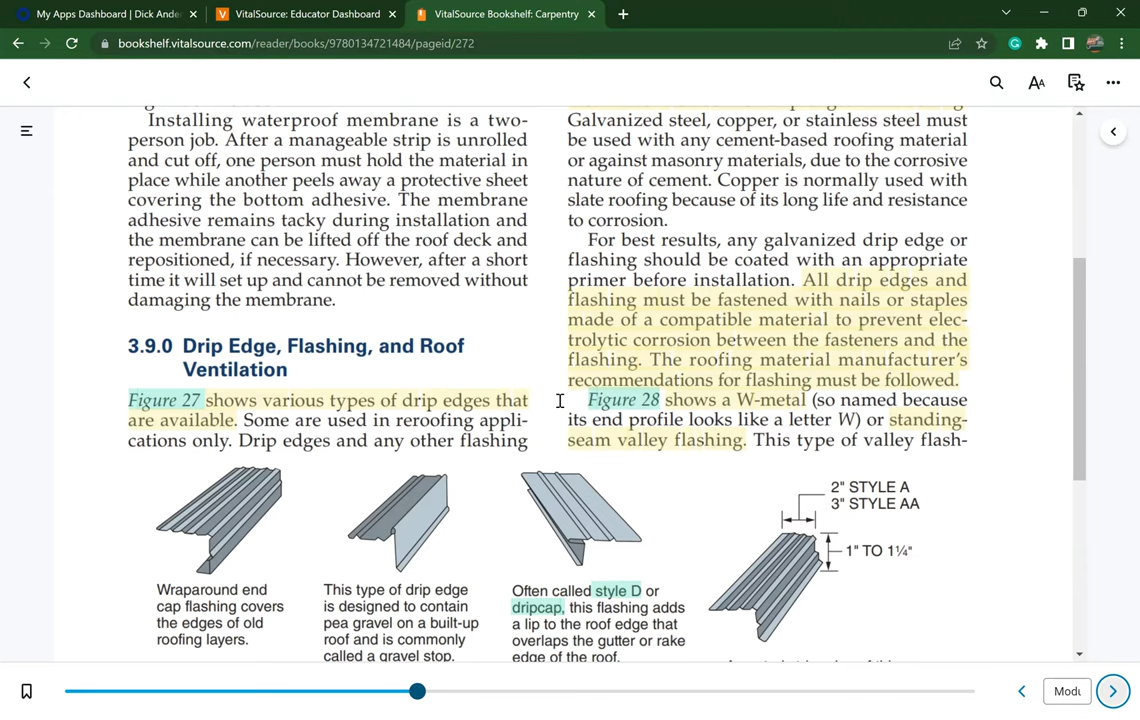 My Apps Dashboard | Dick Ander
VitalSource: Educator Dashboard
VitalSource Bookshelf: Carpentry
bookshelf.vitalsource.com/reader/books/9780134721484/pageid/272
Installing waterproof membrane is a two-
person job. After a manageable strip is unrolled
and cut off, one person must hold the material in
place while another peels away a protective sheet
covering the bottom adhesive. The membrane
adhesive remains tacky during installation and
the membrane can be lifted off the roof deck and
repositioned, if necessary. However, after a short
time it will set up and cannot be removed without
damaging the membrane.
3.9.0 Drip Edge, Flashing, and Roof
Ventilation
Figure 27 shows various types of drip edges that
are available. Some are used in reroofing appli-
cations only. Drip edges and any other flashing
Galvanized steel, copper, or stainless steel must
be used with any cement-based roofing material
or against masonry materials, due to the corrosive
nature of cement. Copper is normally used with
slate roofing because of its long life and resistance
to corrosion.
For best results, any galvanized drip edge or
flashing should be coated with an appropriate
primer before installation. All drip edges and
flashing must be fastened with nails or staples
made of a compatible material to prevent elec-
trolytic corrosion between the fasteners and the
flashing. The roofing material manufacturer's
recommendations for flashing must be followed.
Figure 28 shows a W-metal (so named because
its end profile looks like a letter W) or standing-
seam valley flashing. This type of valley flash-
Wraparound end
cap flashing covers
the edges of old
roofing layers.
This type of drip edge
is designed to contain
pea gravel on a built-up
roof and is commonly
called a gravel stop.
Often called style D or
dripcap, this flashing adds
a lip to the roof edge that
overlaps the gutter or rake
edge of the roof.
2" STYLE A
3" STYLE AA
1" TO 1¼"
Modu